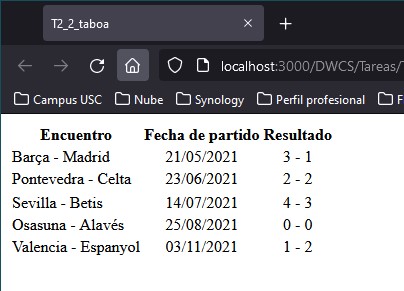 T2_2_taboa
localhost:3000/DWCS/Tareas/
Campus USC Nube Synology Perfil profesional
Encuentro Fecha de partido Resultado
Barça - Madrid 21/05/2021 3 - 1
Pontevedra - Celta 23/06/2021 2 - 2
Sevilla - Betis 14/07/2021 4 - 3
Osasuna - Alavés 25/08/2021 0 - 0
Valencia - Espanyol 03/11/2021 1 - 2